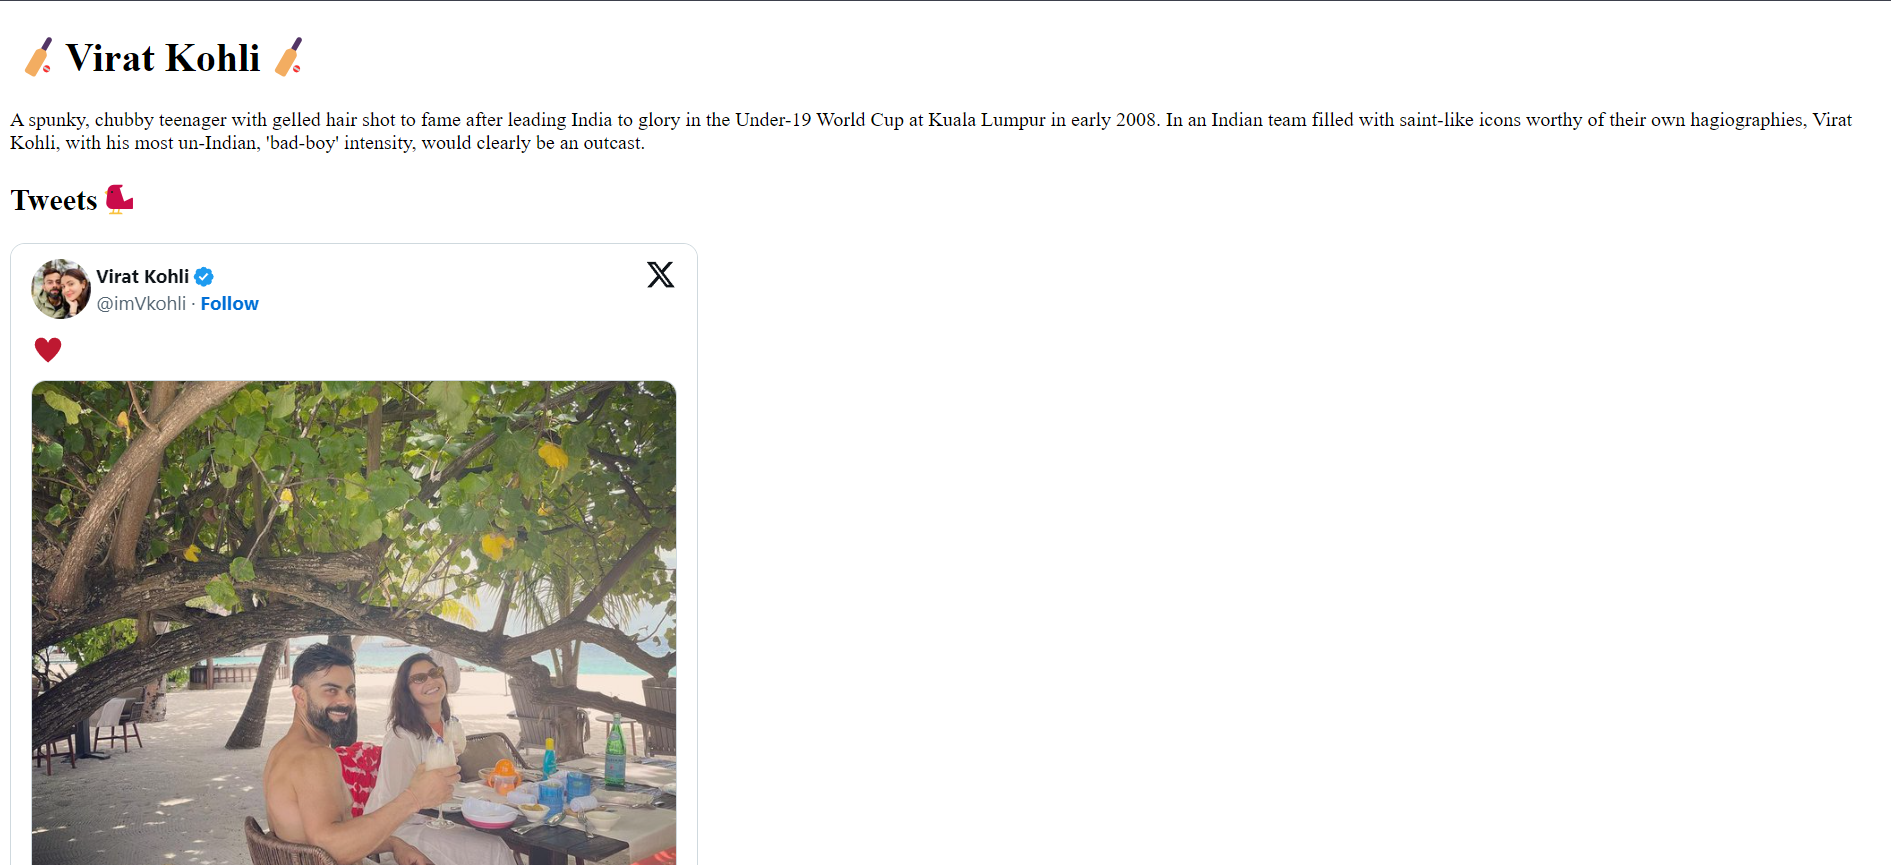 Virat Kohli
A spunky, chubby teenager with gelled hair shot to fame after leading India to glory in the Under-19 World Cup at Kuala Lumpur in early 2008. In an Indian team filled with saint-like icons worthy of their own hagiographies, Virat
Kohli, with his most un-Indian, 'bad-boy' intensity, would clearly be an outcast.
Tweets
Virat Kohli
@imVkohli · Follow